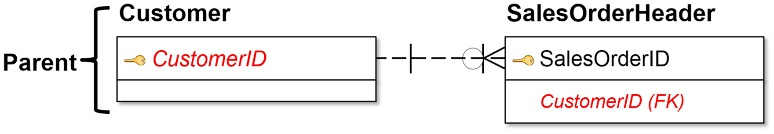 Customer
SalesOrderHeader
Parent
CustomerID
SalesOrderID
CustomerID (FK)